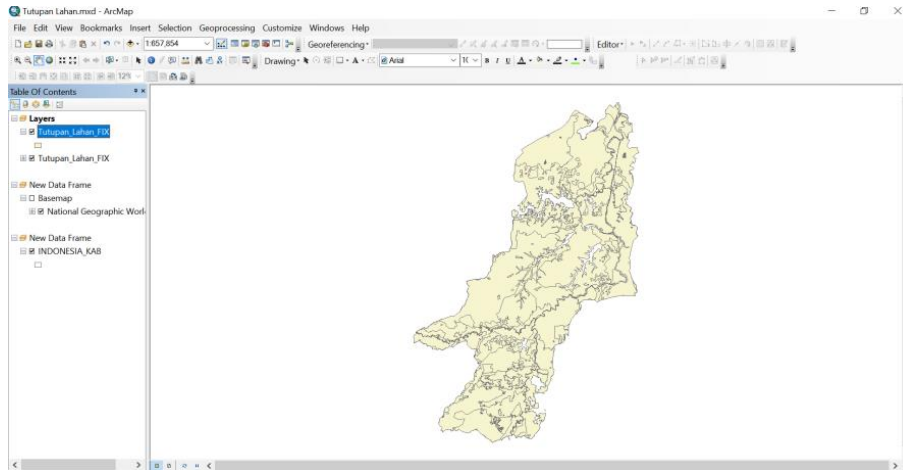 Tutupan Lahan.mxd - ArcMap
File Edit View Bookmarks Insert Selection Geoprocessing Customize Windows Help
1:657,854 Georeferencing Editor
Drawing A Arial 10 B I U A
12%
Table Of Contents
Layers
Tutupan_Lahan_FIX
Tutupan_Lahan_FIX
New Data Frame
Basemap
National Geographic Worl
New Data Frame
INDONESIA_KAB